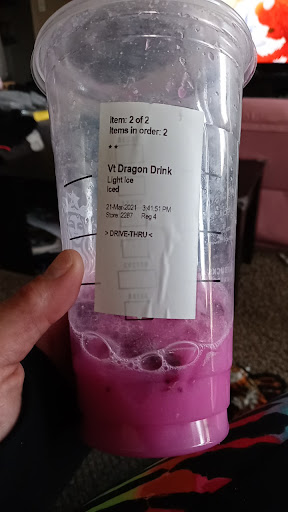 Item: 2 of 2
Items in order: 2
**
Vt Dragon Drink
Light Ice
Iced
21-Mar-2021 3:41:51 PM
Store: 2287 Reg 4
> DRIVE-THRU <